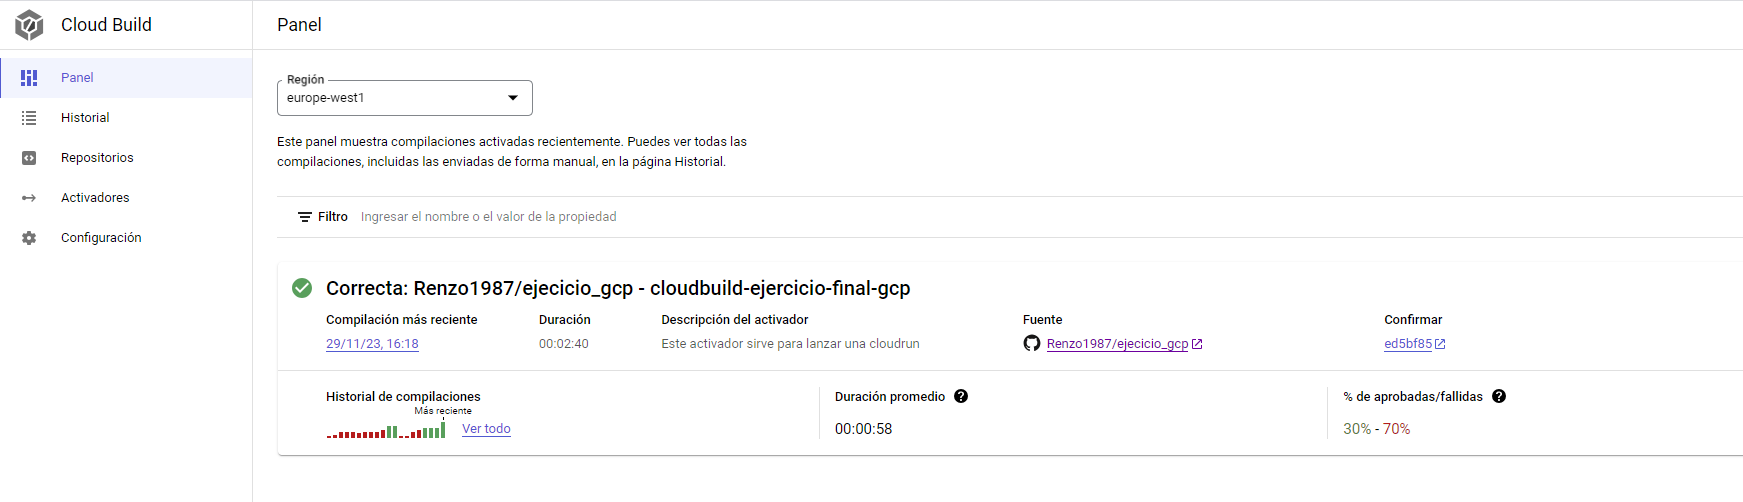 Cloud Build
Panel
Panel
Historial
Repositorios
Activadores
Configuración
Región
europe-west1
Este panel muestra compilaciones activadas recientemente. Puedes ver todas las
compilaciones, incluidas las enviadas de forma manual, en la página Historial.
Filtro Ingresar el nombre o el valor de la propiedad
Correcta: Renzo1987/ejecicio_gcp - cloudbuild-ejercicio-final-gcp
Compilación más reciente Duración Descripción del activador Fuente Confirmar
29/11/23, 16:18 00:02:40 Este activador sirve para lanzar una cloudrun Renzo1987/ejecicio_gcp ed5bf85
Historial de compilaciones Duración promedio % de aprobadas/fallidas
Más reciente
Ver todo 00:00:58 30% - 70%